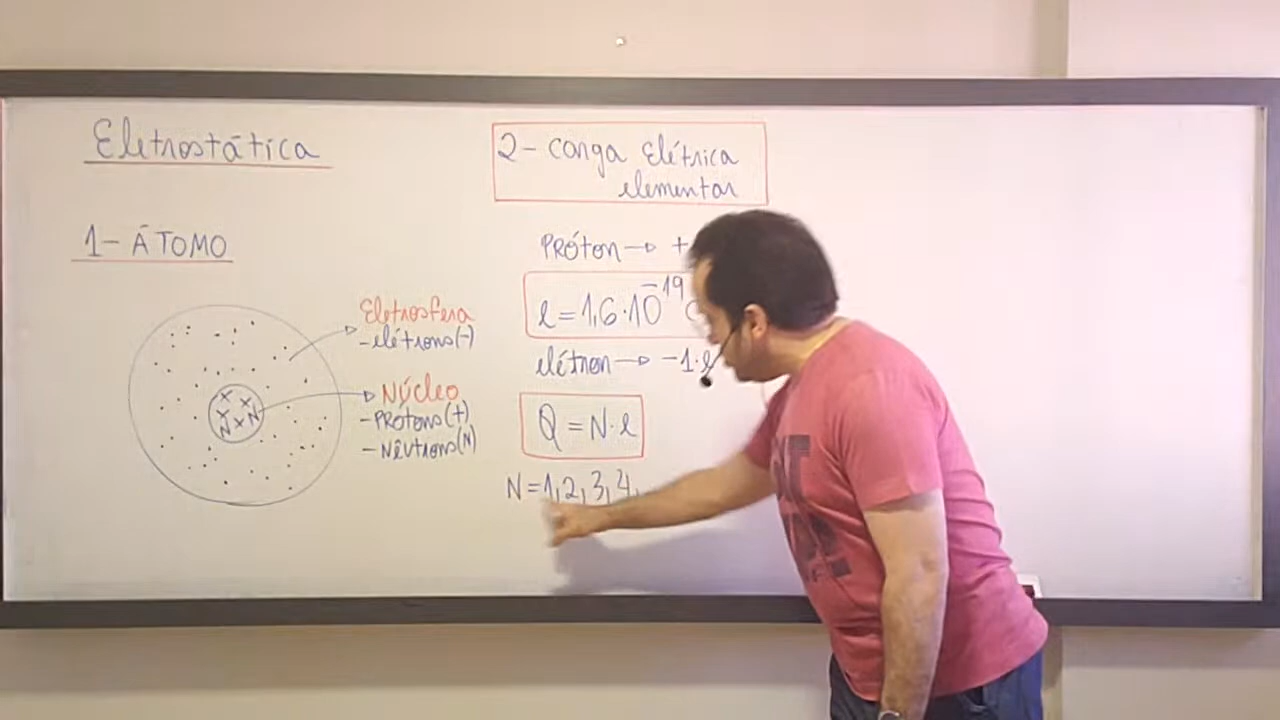 Eletrostática
1- ÁTOMO
Eletrosfera
- elétrons (-)
Núcleo
- PRÓtons (+)
- Nêutrons (N)
x x
x x N
N
2- carga Elétrica
elementar
PRÓton → +
e = 1,6 · 10⁻¹⁹ C
elétron → - 1 · e
Q = N · e
N = 1, 2, 3, 4,